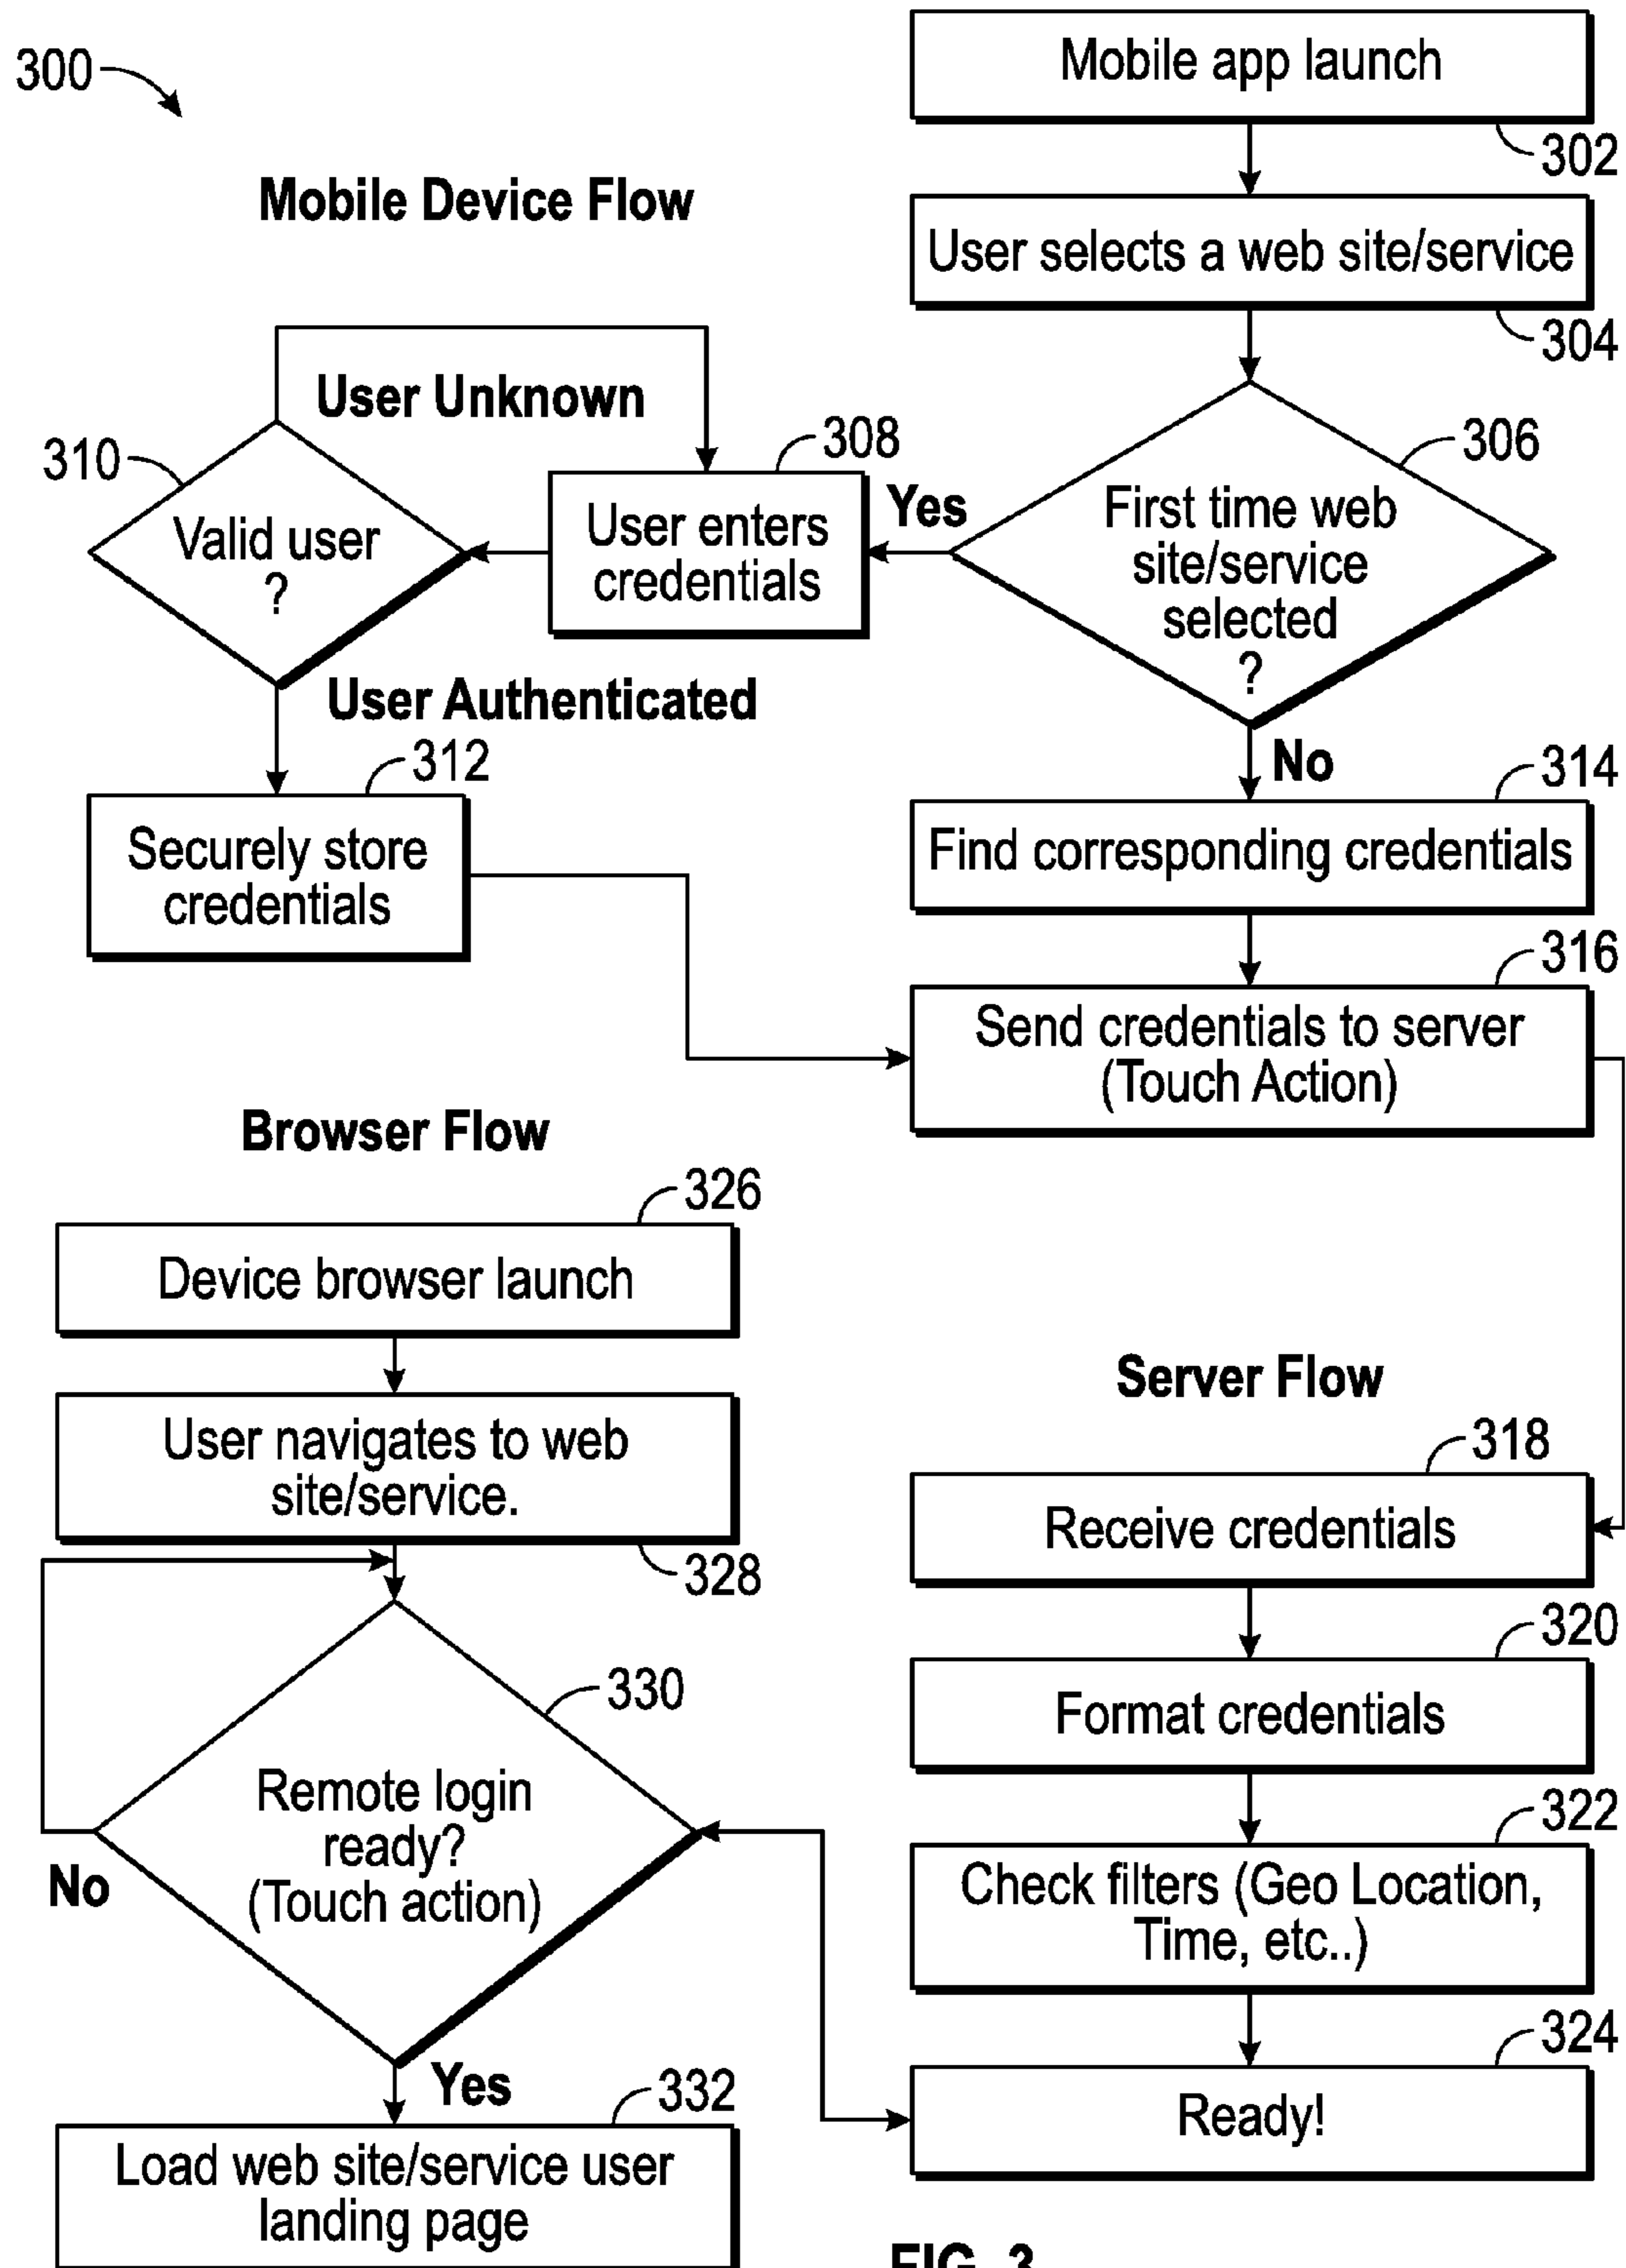 300
Mobile app launch
302
Mobile Device Flow
User selects a web site/service
304
User Unknown
310
308
306
Valid user
?
User enters
credentials
Yes
First time web
site/service
selected
?
User Authenticated
No
312
314
Securely store
credentials
Find corresponding credentials
316
Send credentials to server
(Touch Action)
Browser Flow
326
Device browser launch
Server Flow
User navigates to web
site/service.
328
318
Receive credentials
320
330
Format credentials
Remote login
ready?
(Touch action)
No
322
Check filters (Geo Location,
Time, etc..)
324
Yes
332
Ready!
Load web site/service user
landing page
FIG. 3